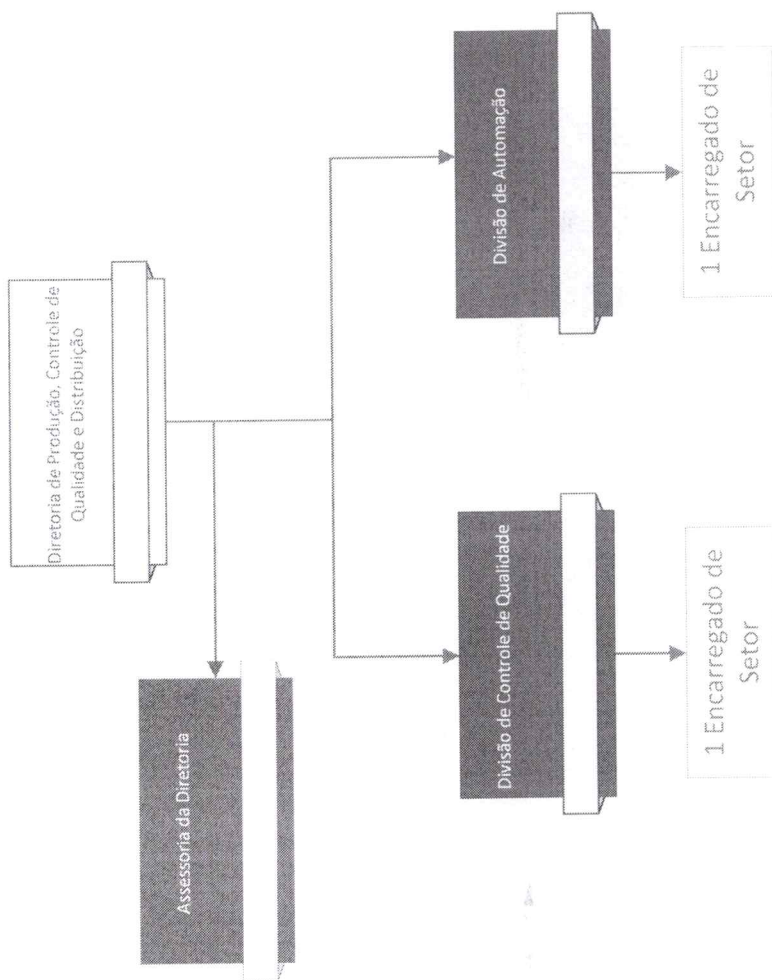 Diretoria de Produção, Controle de
Qualidade e Distribuição
Assessoria da Diretoria
Divisão de Controle de Qualidade
Divisão de Automação
1 Encarregado de
Setor
1 Encarregado de
Setor